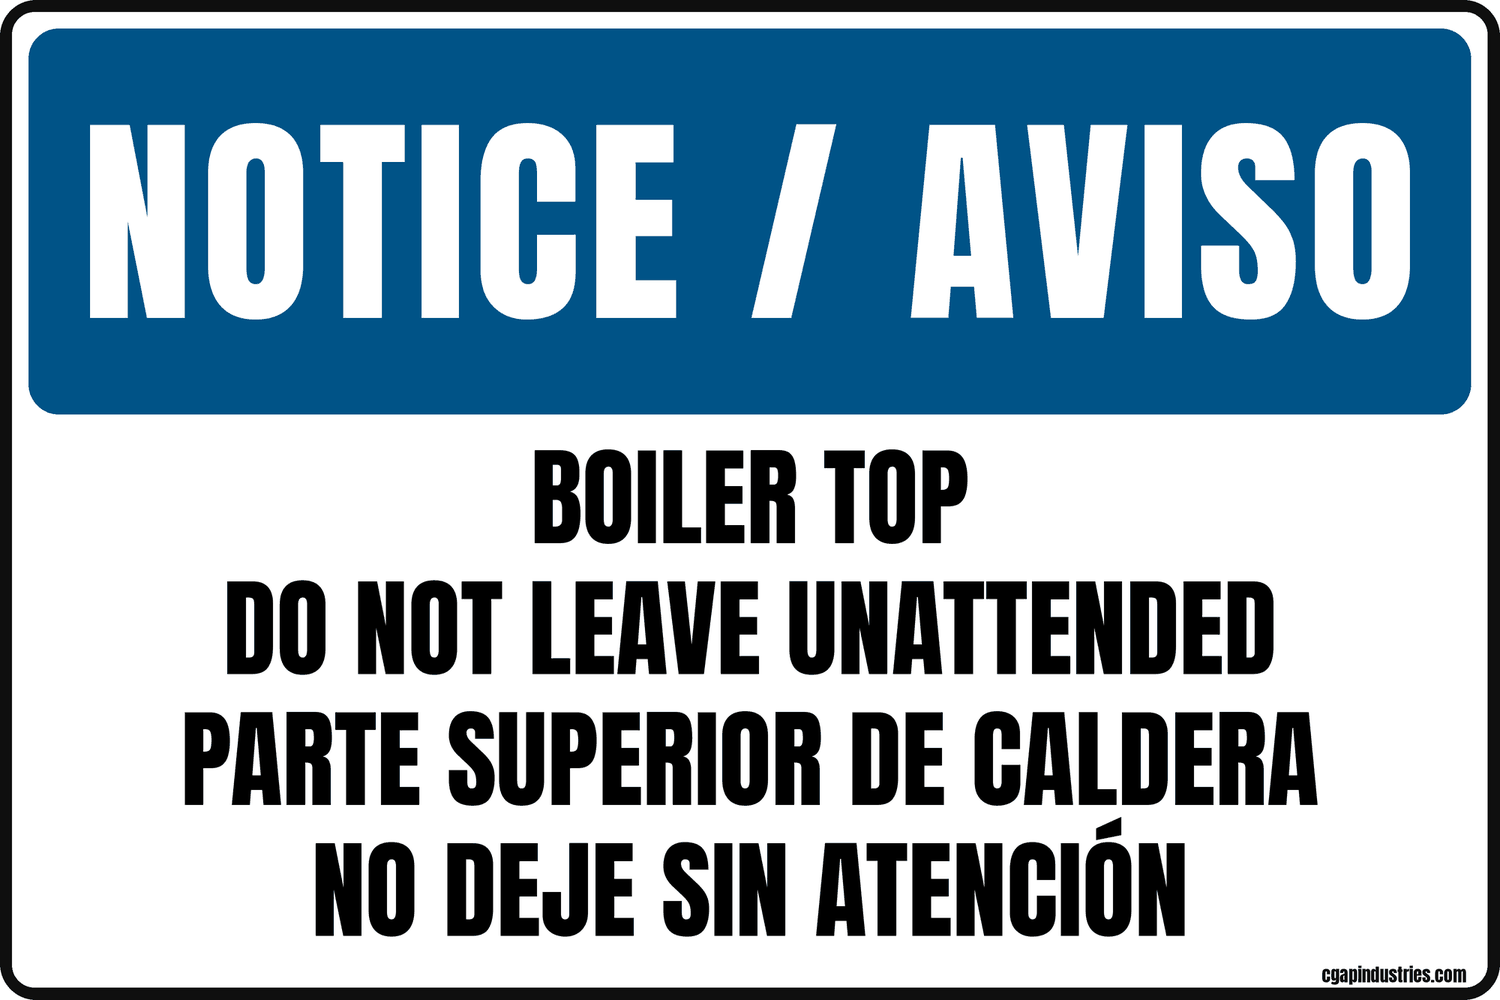 NOTICE / AVISO
BOILER TOP
DO NOT LEAVE UNATTENDED
PARTE SUPERIOR DE CALDERA
NO DEJE SIN ATENCIÓN
cgapindustries.com